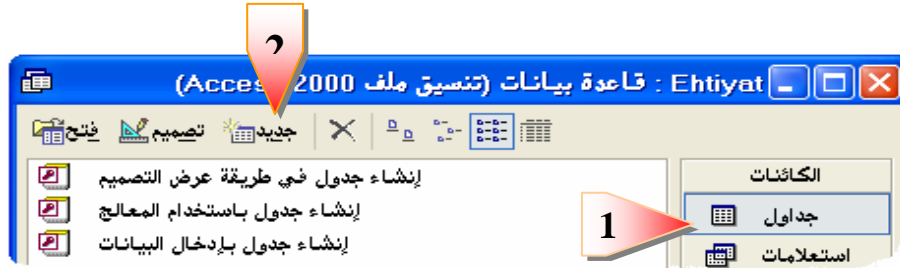 2
Ehtiyat : قاعدة بيانات (تنسيق ملف Access 2000)
فتح تصميم جديد
الكائنات
إنشاء جدول في طريقة عرض التصميم
جداول
إنشاء جدول باستخدام المعالج
1
استعلامات
إنشاء جدول بإدخال البيانات